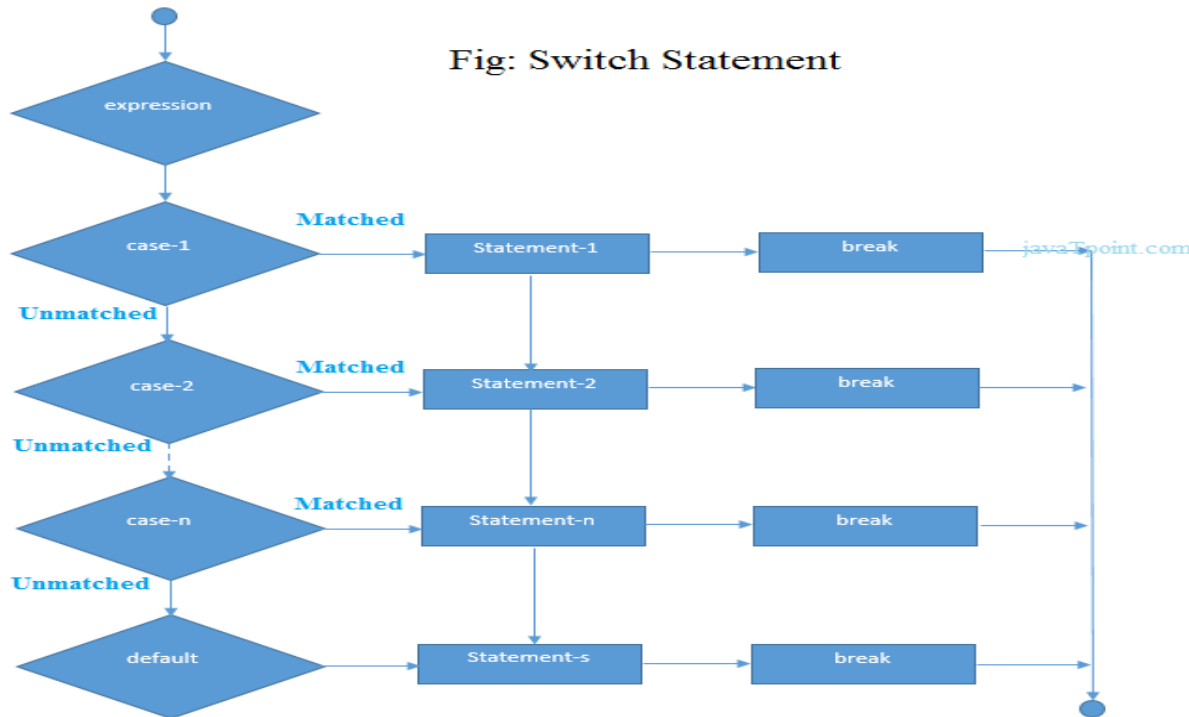 Fig: Switch Statement
expression
Matched
case-1
Statement-1
break
javaTpoint.com
Unmatched
Matched
case-2
Statement-2
break
Unmatched
Matched
case-n
Statement-n
break
Unmatched
default
Statement-s
break